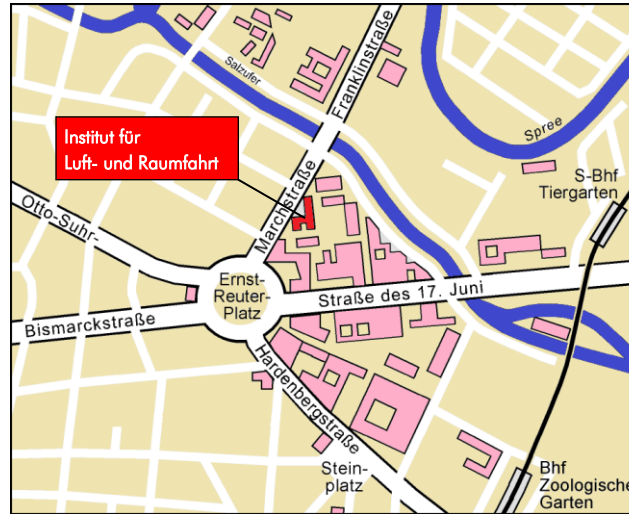 Salzufer
Franklinstraße
Institut für
Luft- und Raumfahrt
Spree
S-Bhf
Tiergarten
Marchstraße
Otto-Suhr-
Ernst-
Reuter-
Platz
Straße des 17. Juni
Bismarckstraße
Hardenbergstraße
Stein-
platz
Bhf
Zoologische
Garten